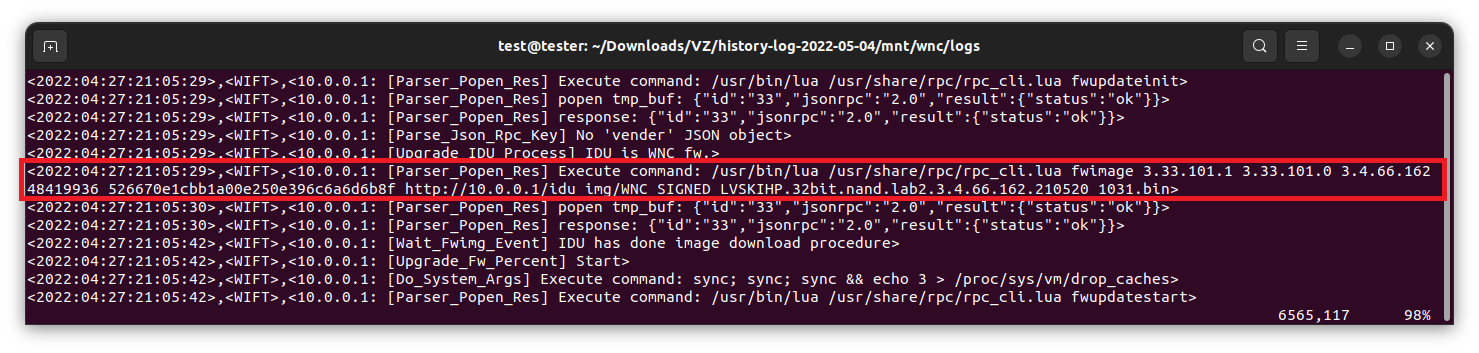 test@tester: ~/Downloads/VZ/history-log-2022-05-04/mnt/wnc/logs
<2022:04:27:21:05:29>,<WIFT>,<10.0.0.1: [Parser_Popen_Res] Execute command: /usr/bin/lua /usr/share/rpc/rpc_cli.lua fwupdateinit>
<2022:04:27:21:05:29>,<WIFT>,<10.0.0.1: [Parser_Popen_Res] popen tmp_buf: {"id":"33","jsonrpc":"2.0","result":{"status":"ok"}}>
<2022:04:27:21:05:29>,<WIFT>,<10.0.0.1: [Parser_Popen_Res] response: {"id":"33","jsonrpc":"2.0","result":{"status":"ok"}}>
<2022:04:27:21:05:29>,<WIFT>,<10.0.0.1: [Parse_Json_Rpc_Key] No 'vender' JSON object>
<2022:04:27:21:05:29>,<WIFT>,<10.0.0.1: [Upgrade_IDU_Process] IDU is WNC fw.>
<2022:04:27:21:05:29>,<WIFT>,<10.0.0.1: [Parser_Popen_Res] Execute command: /usr/bin/lua /usr/share/rpc/rpc_cli.lua fwimage 3.33.101.1 3.33.101.0 3.4.66.162
48419936 526670e1cbb1a00e250e396c6a6d6b8f http://10.0.0.1/idu_img/WNC_SIGNED_LVSKIHP.32bit.nand.lab2.3.4.66.162.210520_1031.bin>
<2022:04:27:21:05:30>,<WIFT>,<10.0.0.1: [Parser_Popen_Res] popen tmp_buf: {"id":"33","jsonrpc":"2.0","result":{"status":"ok"}}>
<2022:04:27:21:05:30>,<WIFT>,<10.0.0.1: [Parser_Popen_Res] response: {"id":"33","jsonrpc":"2.0","result":{"status":"ok"}}>
<2022:04:27:21:05:42>,<WIFT>,<10.0.0.1: [Wait_Fwimg_Event] IDU has done image download procedure>
<2022:04:27:21:05:42>,<WIFT>,<10.0.0.1: [Upgrade_Fw_Percent] Start>
<2022:04:27:21:05:42>,<WIFT>,<10.0.0.1: [Do_System_Args] Execute command: sync; sync; sync && echo 3 > /proc/sys/vm/drop_caches>
<2022:04:27:21:05:42>,<WIFT>,<10.0.0.1: [Parser_Popen_Res] Execute command: /usr/bin/lua /usr/share/rpc/rpc_cli.lua fwupdatestart>
6565,117 98%